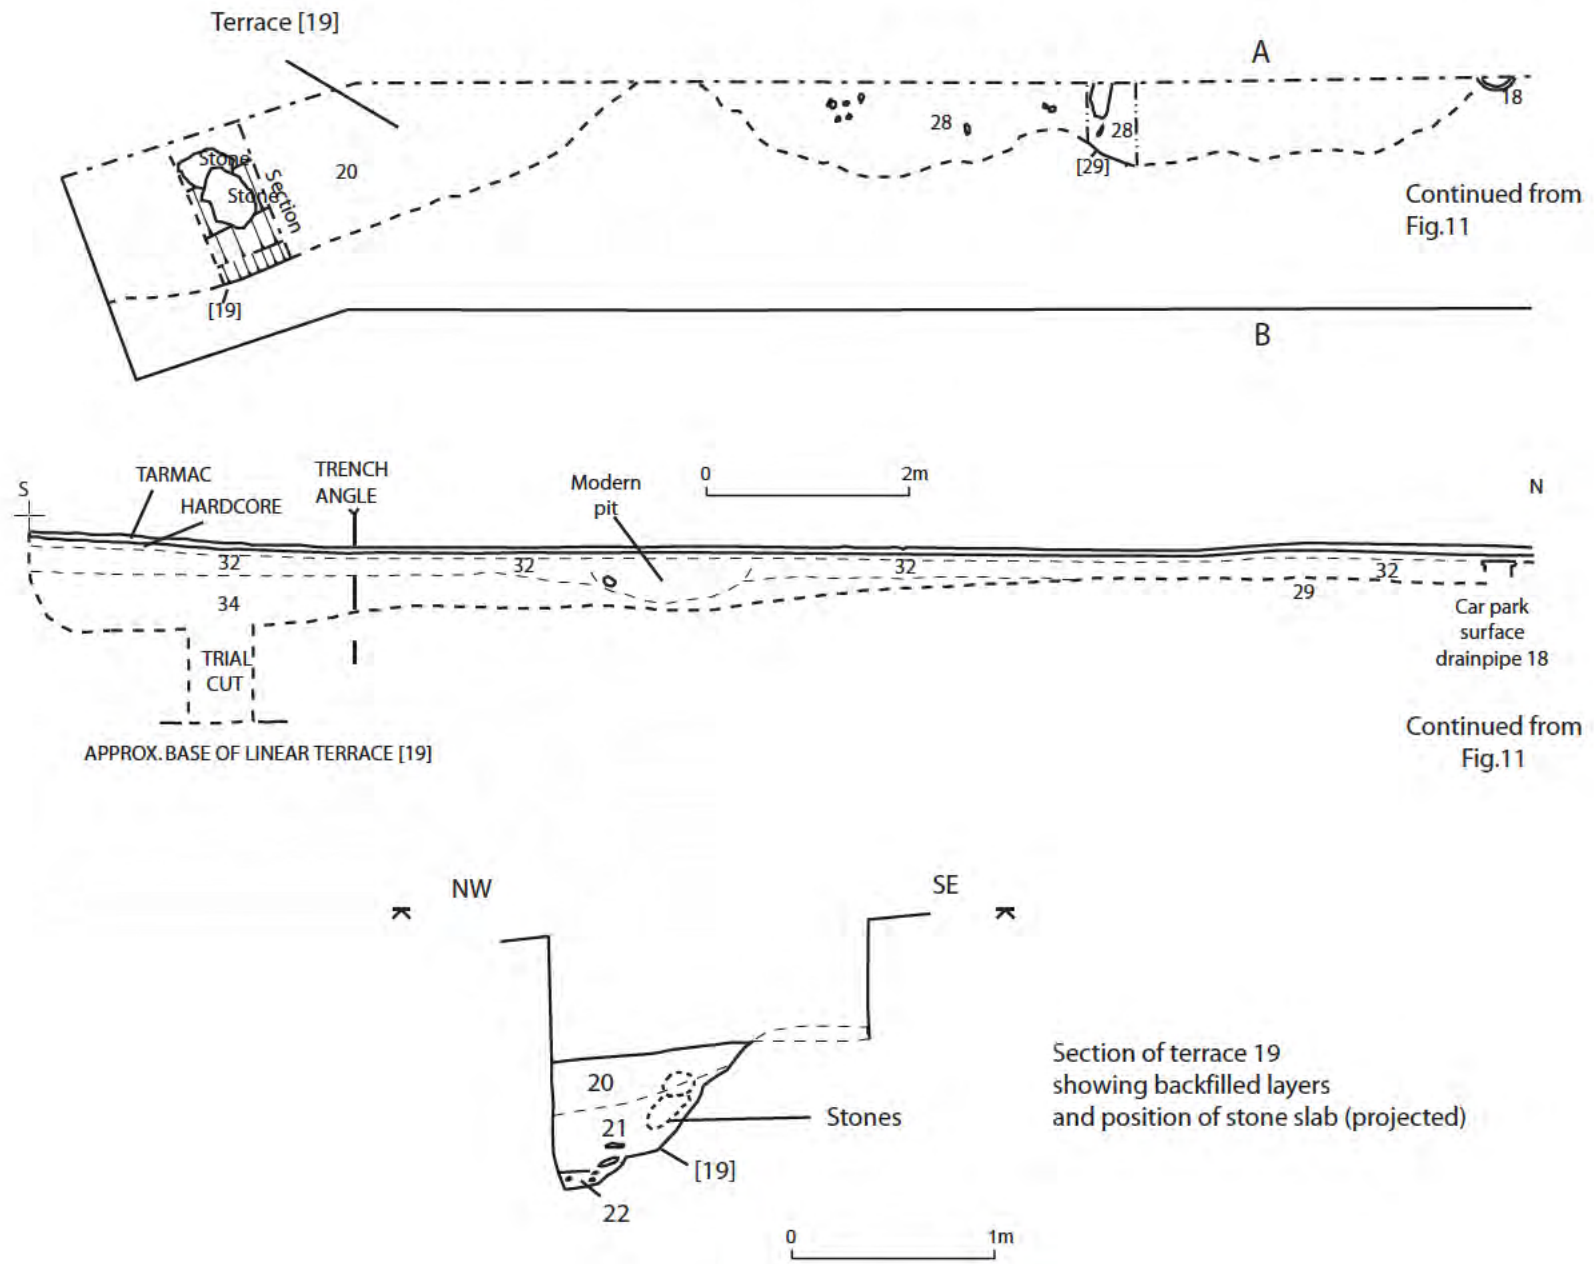 Terrace [19]
A
18
28
28
[29]
Stone
Stone
Section
20
[19]
Continued from
Fig.11
B
S
TARMAC
HARDCORE
TRENCH
ANGLE
Modern
pit
0
2m
N
32
32
32
32
34
29
TRIAL
CUT
Car park
surface
drainpipe 18
APPROX. BASE OF LINEAR TERRACE [19]
Continued from
Fig.11
NW
SE
20
21
Stones
[19]
22
Section of terrace 19
showing backfilled layers
and position of stone slab (projected)
0
1m